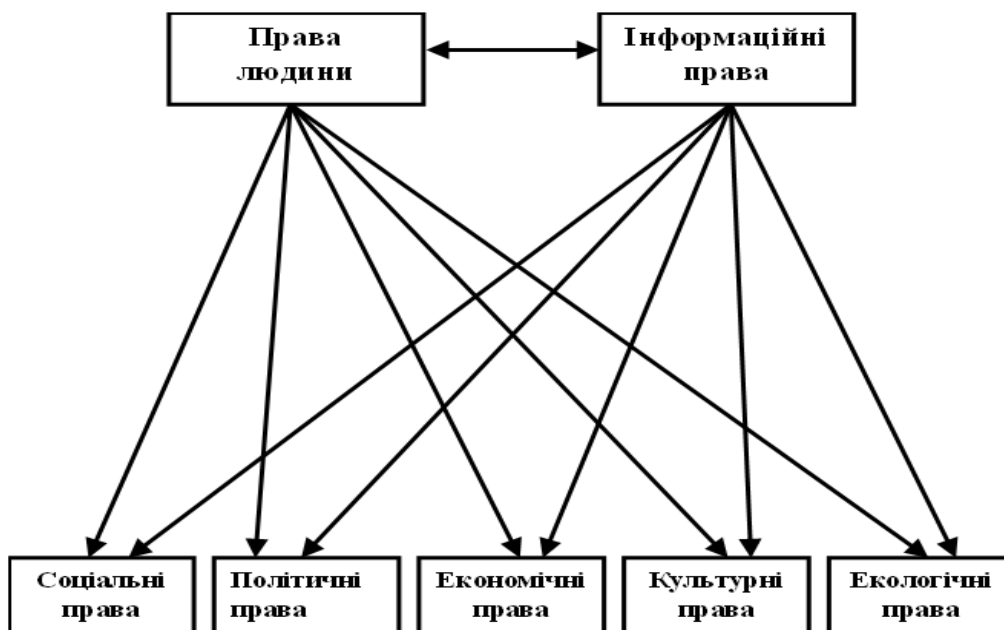 Права
людини
Інформаційні
права
Соціальні
права
Політичні
права
Економічні
права
Культурні
права
Екологічні
права